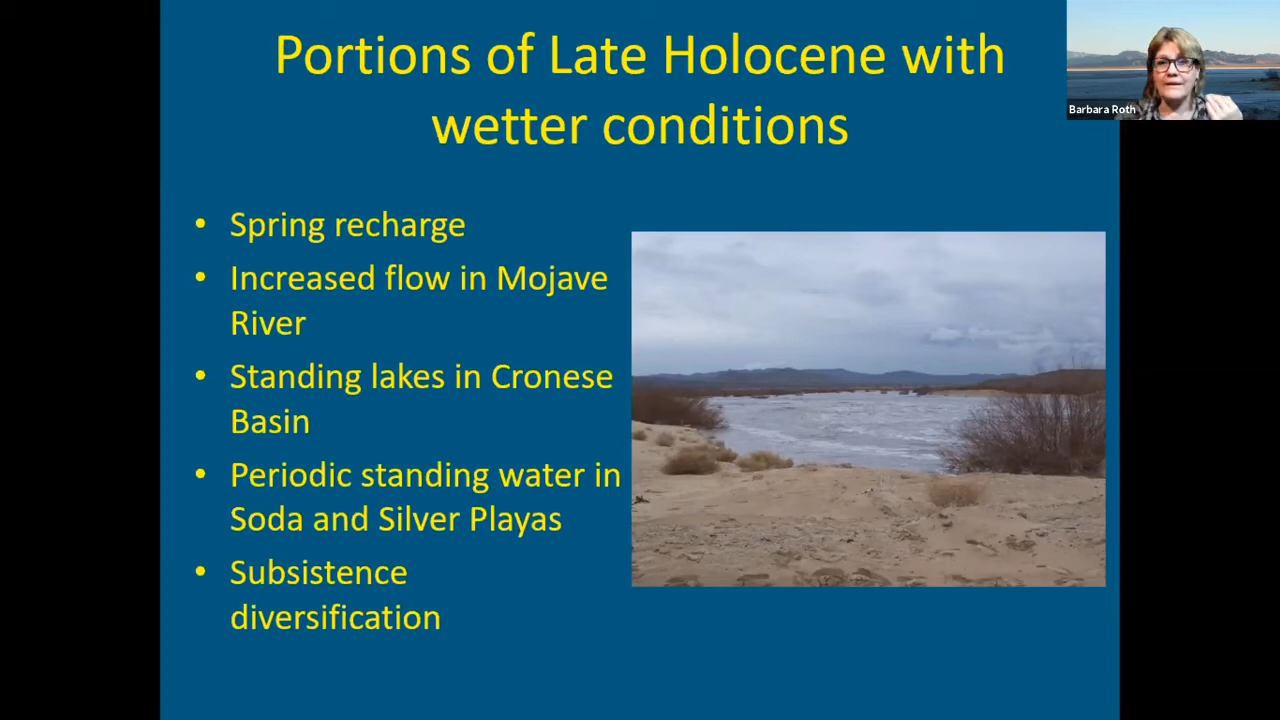 Portions of Late Holocene with
wetter conditions
Barbara Roth
• Spring recharge
• Increased flow in Mojave
River
• Standing lakes in Cronese
Basin
• Periodic standing water in
Soda and Silver Playas
• Subsistence
diversification